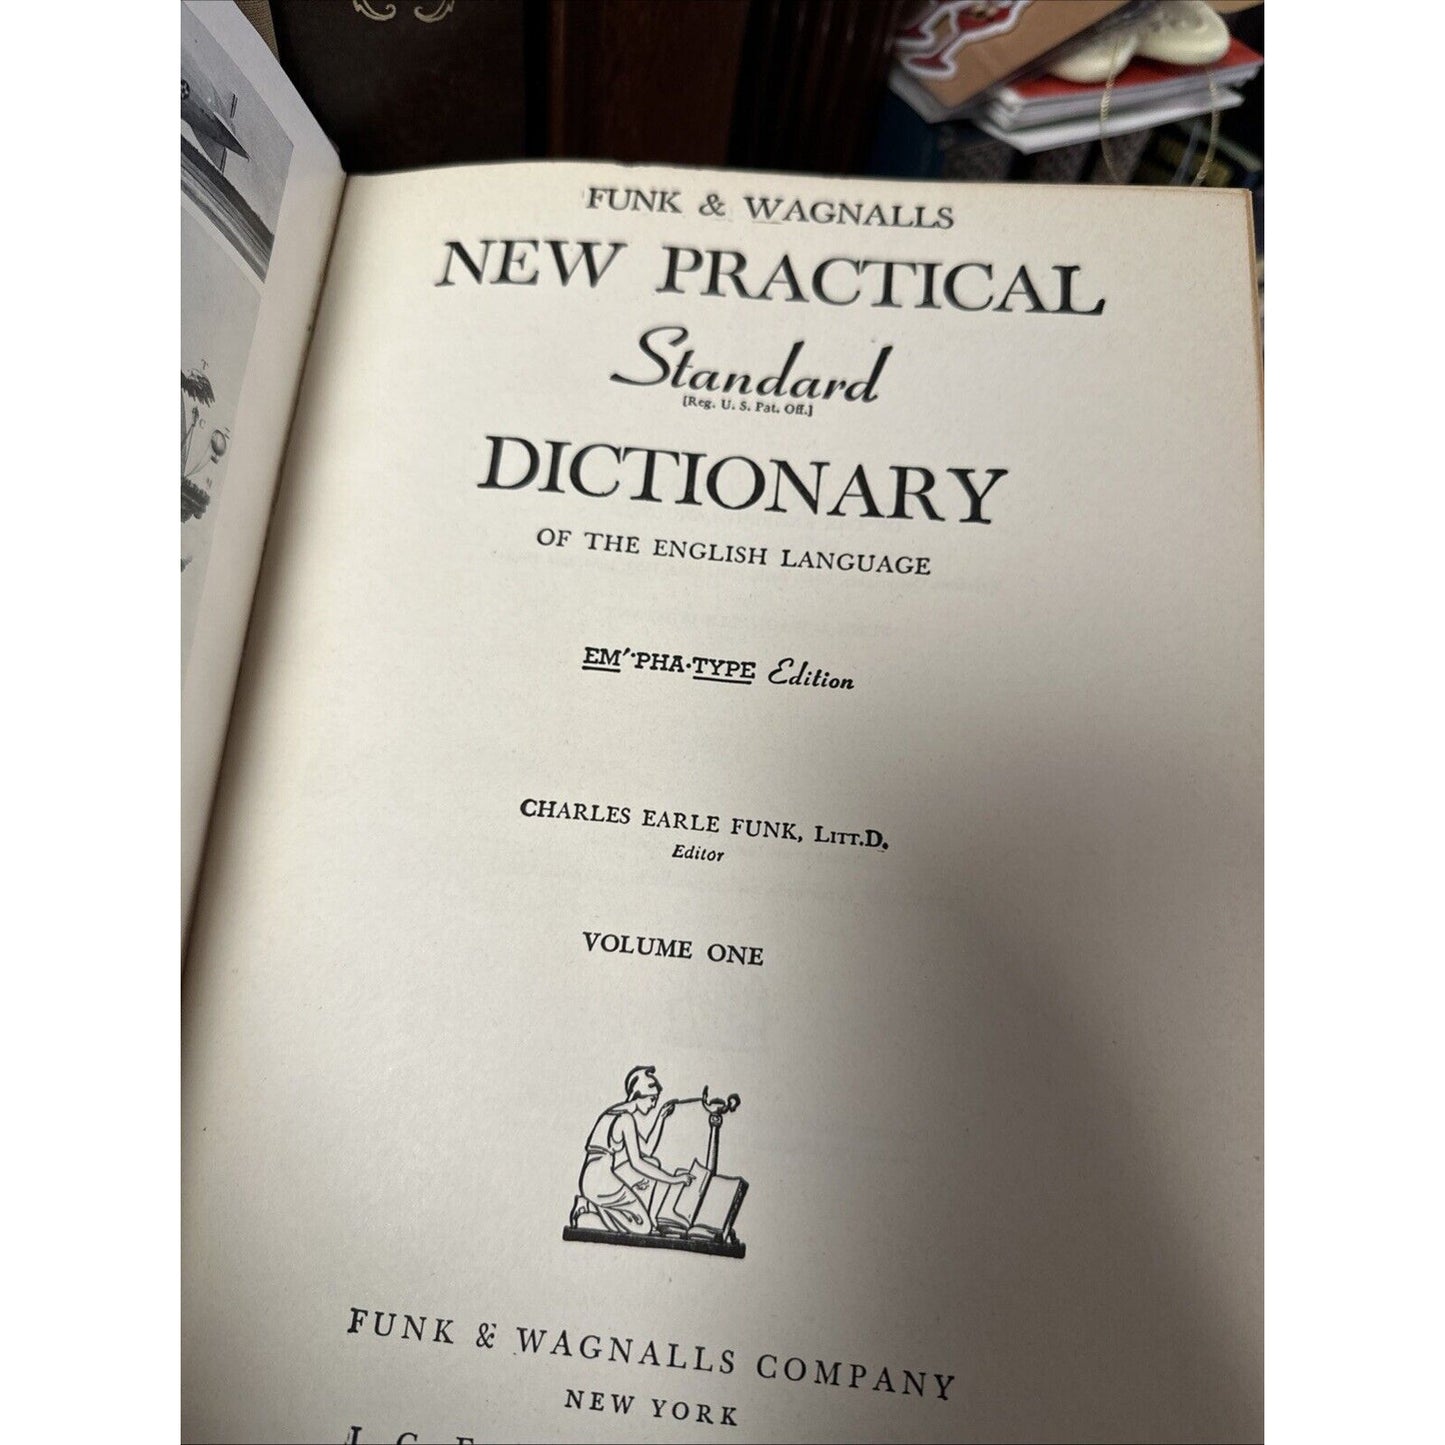 FUNK & WAGNALLS
NEW PRACTICAL
Standard
[Reg. U. S. Pat. Off.]
DICTIONARY
OF THE ENGLISH LANGUAGE
EM′·PHA·TYPE Edition
CHARLES EARLE FUNK, LITT.D.
Editor
VOLUME ONE
FUNK & WAGNALLS COMPANY
NEW YORK